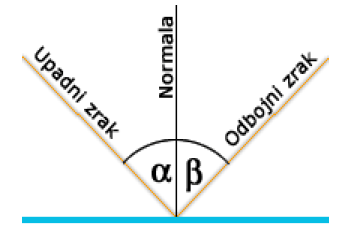 Upadni zrak
Normala
Odbojni zrak
α
β